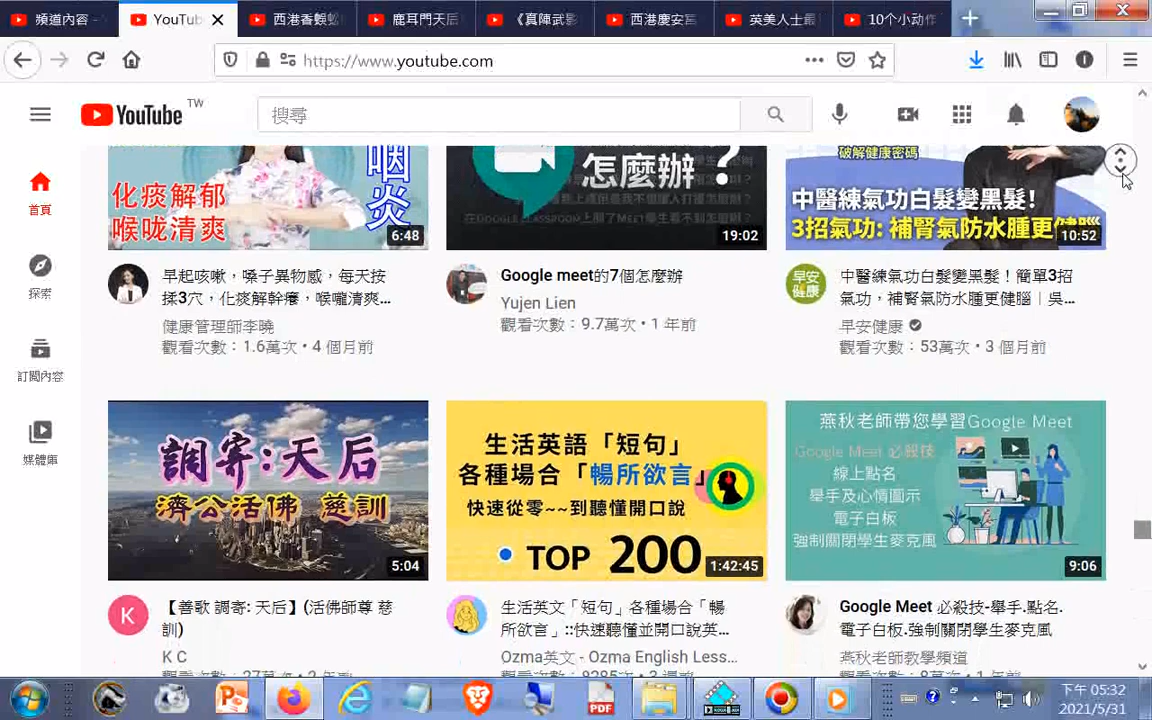 頻道內容 -
YouTub
西港香觀蚣
鹿耳門天后
《真陣武影
西港慶安宮
英美人士最
10个小动作
https://www.youtube.com
YouTube TW
搜尋
首頁
探索
訂閱內容
媒體庫
咽炎
化痰解郁
喉咙清爽
6:48
怎麼辦?
19:02
破解健康密碼
中醫練氣功白髮變黑髮!
3招氣功: 補腎氣防水腫更健腦
10:52
早起咳嗽,嗓子異物感,每天按
揉3穴,化痰解幹癢,喉嚨清爽...
健康管理師李曉
觀看次數:1.6萬次・4 個月前
Google meet的7個怎麼辦
Yujen Lien
觀看次數:9.7萬次・1 年前
早安健康
中醫練氣功白髮變黑髮!簡單3招
氣功,補腎氣防水腫更健腦︱吳...
早安健康
觀看次數:53萬次・3 個月前
調寄:天后
濟公活佛 慈訓
5:04
生活英語「短句」
各種場合「暢所欲言」
快速從零~~到聽懂開口說
TOP 200
1:42:45
燕秋老師帶您學習Google Meet
Google Meet 必殺技
線上點名
舉手及心情圖示
電子白板
強制關閉學生麥克風
9:06
K
【善歌 調寄: 天后】(活佛師尊 慈
訓)
K C
生活英文「短句」各種場合「暢
所欲言」::快速聽懂並開口說英...
Ozma英文 - Ozma English Less...
Google Meet 必殺技-舉手.點名.
電子白板.強制關閉學生麥克風
燕秋老師教學頻道
PDF
下午 05:32
2021/5/31